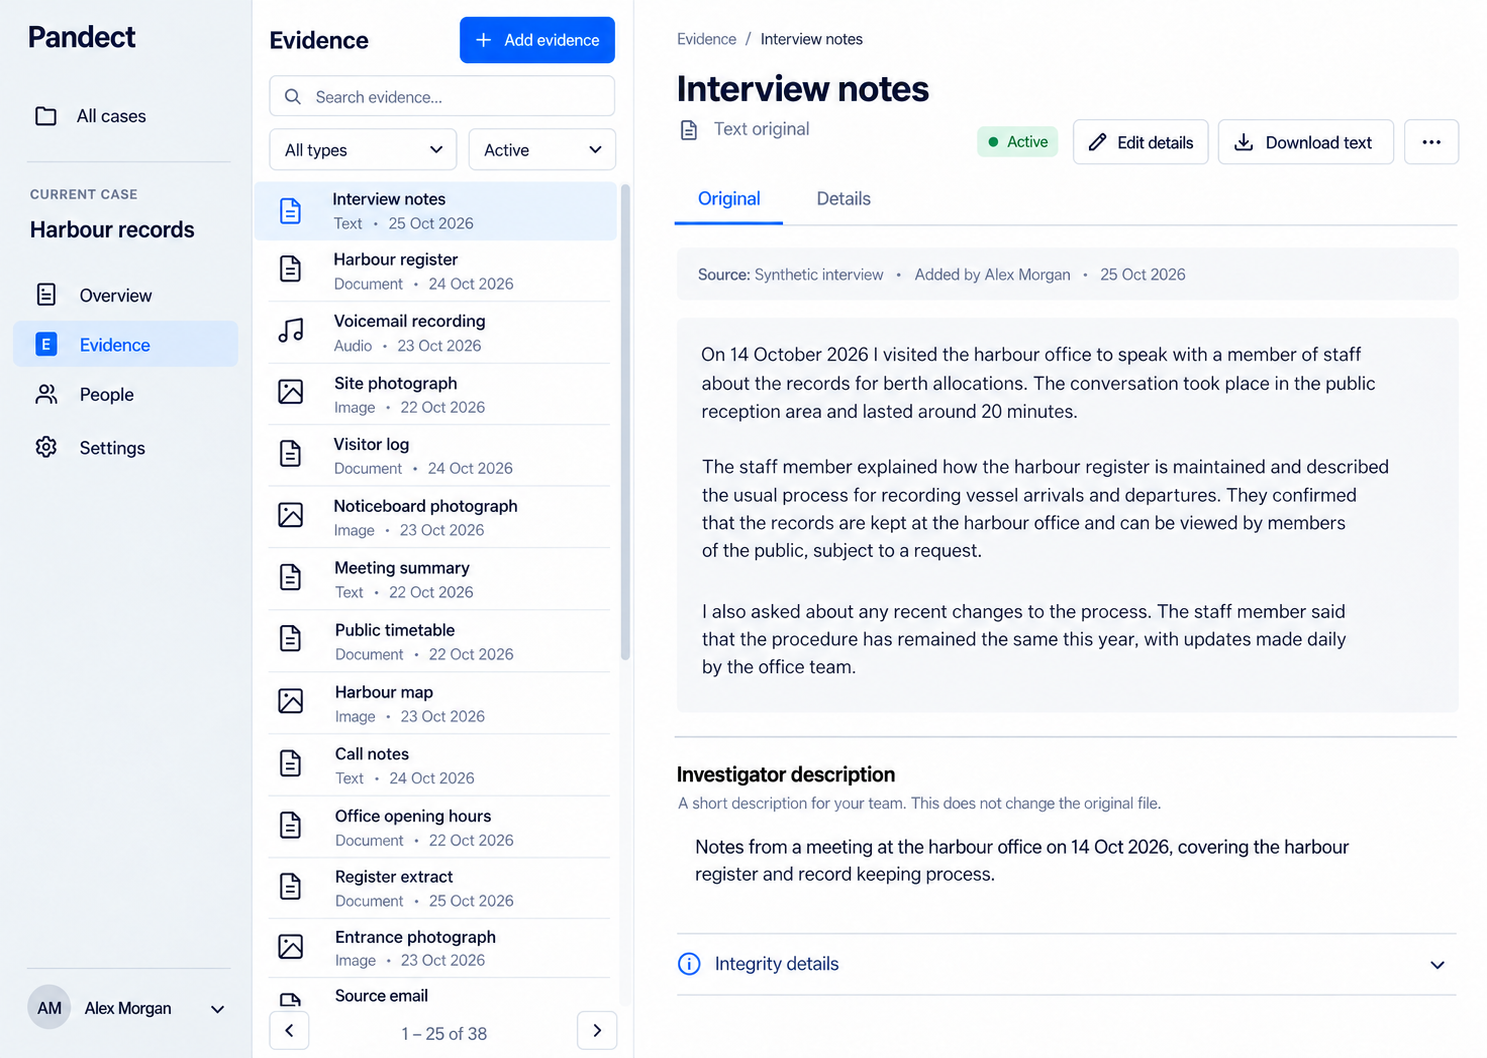 Pandect
All cases
CURRENT CASE
Harbour records
Overview
E Evidence
People
Settings
AM Alex Morgan
Evidence
+ Add evidence
Search evidence...
All types
Active
Interview notes
Text • 25 Oct 2026
Harbour register
Document • 24 Oct 2026
Voicemail recording
Audio • 23 Oct 2026
Site photograph
Image • 22 Oct 2026
Visitor log
Document • 24 Oct 2026
Noticeboard photograph
Image • 23 Oct 2026
Meeting summary
Text • 22 Oct 2026
Public timetable
Document • 22 Oct 2026
Harbour map
Image • 23 Oct 2026
Call notes
Text • 24 Oct 2026
Office opening hours
Document • 22 Oct 2026
Register extract
Document • 25 Oct 2026
Entrance photograph
Image • 23 Oct 2026
Source email
1 – 25 of 38
Evidence / Interview notes
Interview notes
Text original
Active
Edit details
Download text
Original
Details
Source: Synthetic interview • Added by Alex Morgan • 25 Oct 2026
On 14 October 2026 I visited the harbour office to speak with a member of staff
about the records for berth allocations. The conversation took place in the public
reception area and lasted around 20 minutes.
The staff member explained how the harbour register is maintained and described
the usual process for recording vessel arrivals and departures. They confirmed
that the records are kept at the harbour office and can be viewed by members
of the public, subject to a request.
I also asked about any recent changes to the process. The staff member said
that the procedure has remained the same this year, with updates made daily
by the office team.
Investigator description
A short description for your team. This does not change the original file.
Notes from a meeting at the harbour office on 14 Oct 2026, covering the harbour
register and record keeping process.
Integrity details